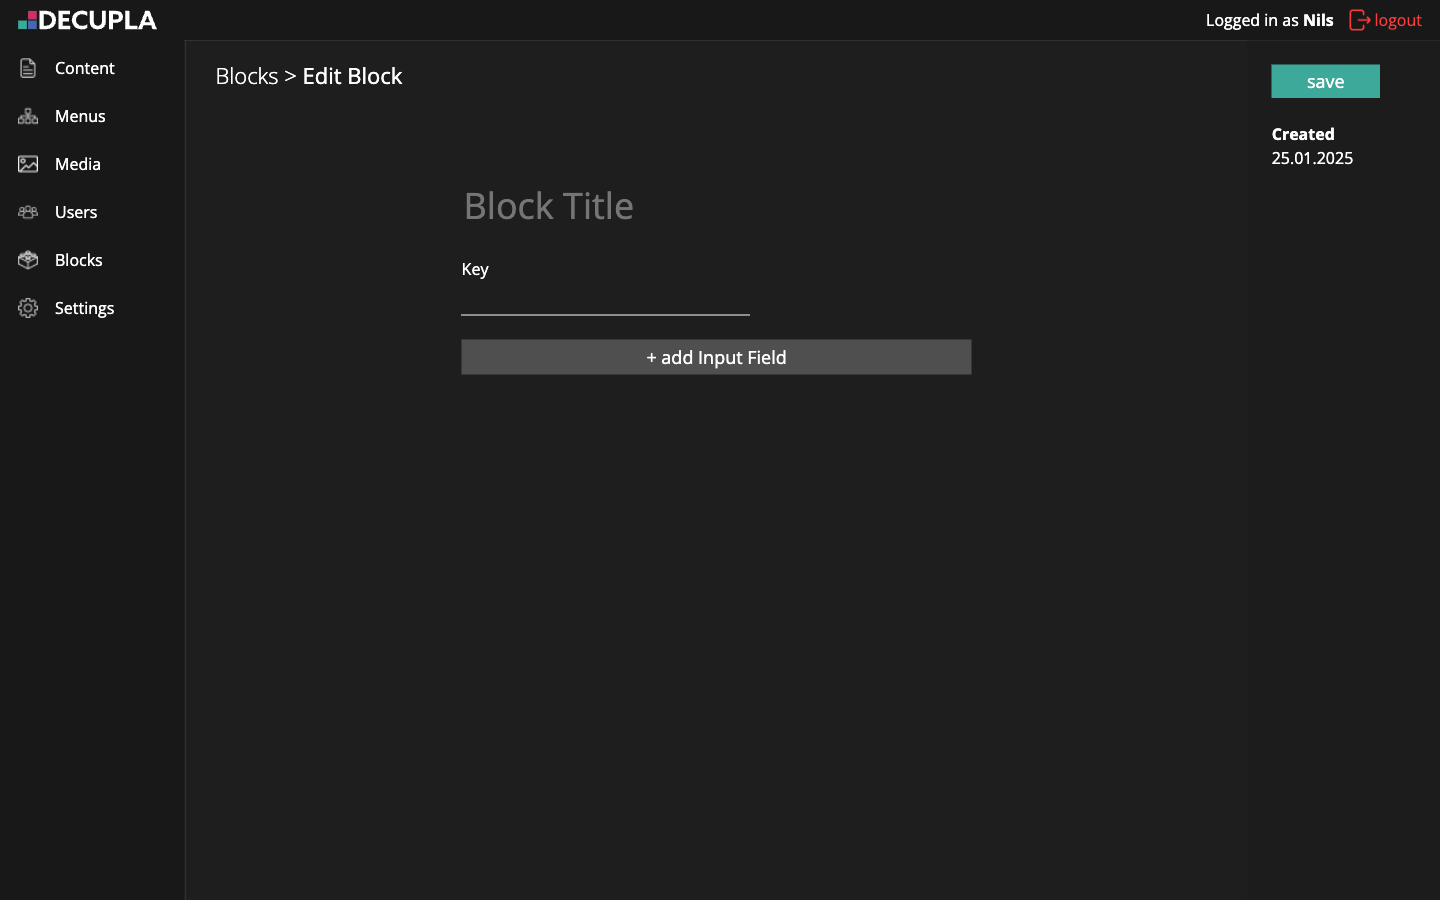 DECUPLA
Logged in as Nils
logout
Content
Menus
Media
Users
Blocks
Settings
Blocks > Edit Block
Block Title
Key
+ add Input Field
save
Created
25.01.2025